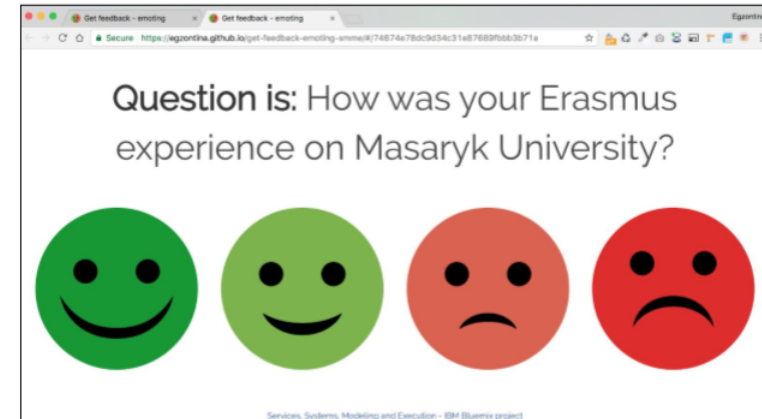 Get feedback - emoting
Get feedback - emoting
Egzontina
Secure https://egzontina.github.io/get-feedback-emoting-smme/#/74674e78dc9d34c31e87689fbbb3b71a
Question is: How was your Erasmus
experience on Masaryk University?
Services, Systems, Modeling and Execution - IBM Bluemix project